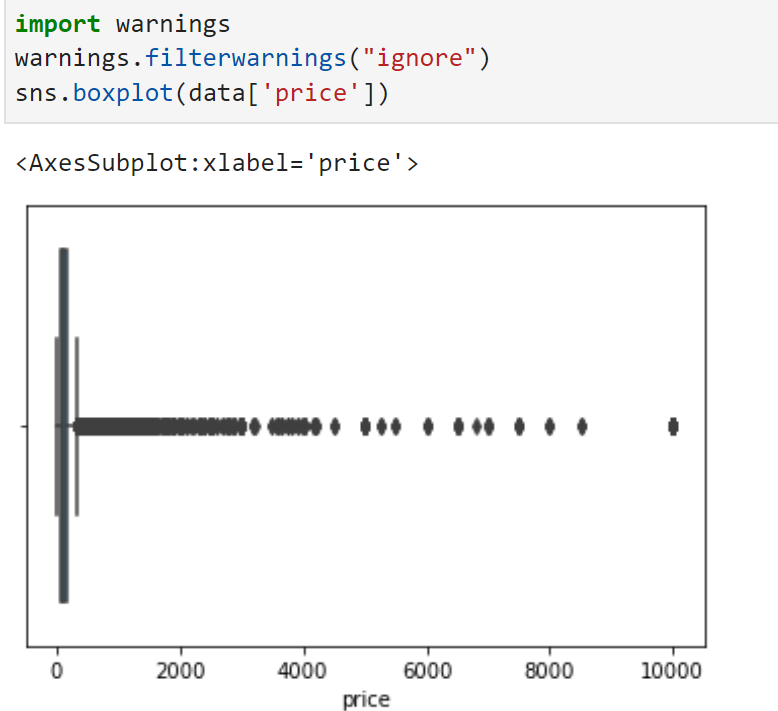 import warnings
warnings.filterwarnings("ignore")
sns.boxplot(data['price'])
<AxesSubplot:xlabel='price'>
0 2000 4000 6000 8000 10000
price